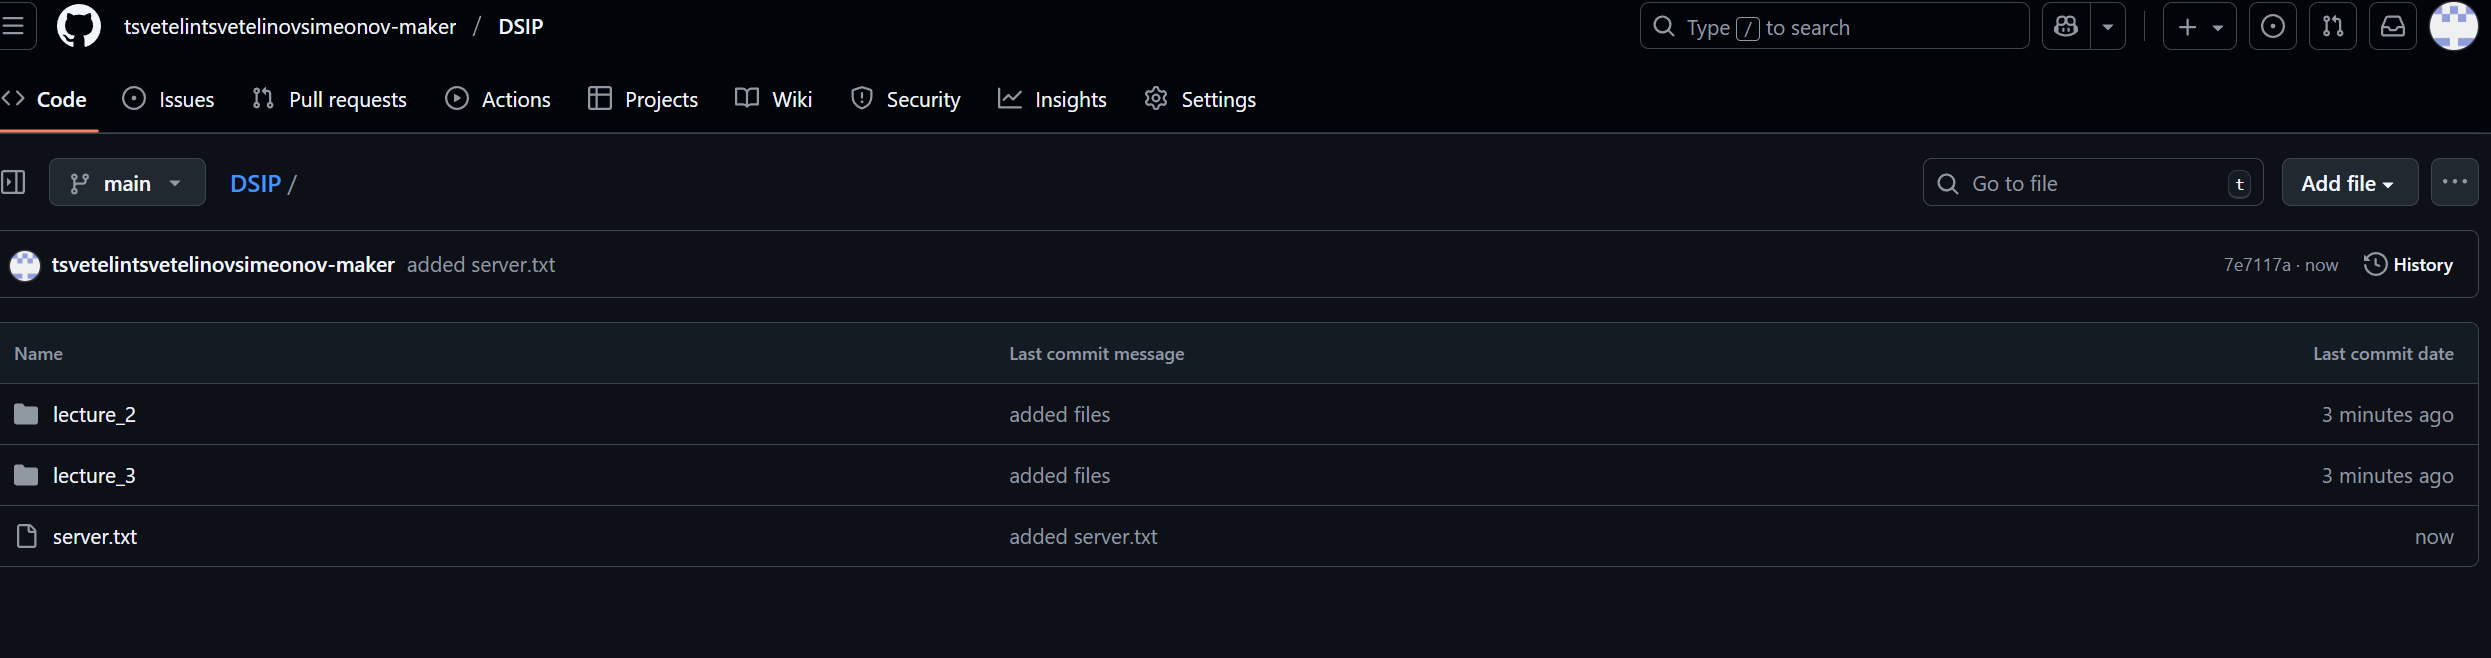 tsvetelintsvetelinovsimeonov-maker / DSIP Type / to search
Code Issues Pull requests Actions Projects Wiki Security Insights Settings
main DSIP / Go to file t Add file ...
tsvetelintsvetelinovsimeonov-maker added server.txt 7e7117a · now History
Name Last commit message Last commit date
lecture_2 added files 3 minutes ago
lecture_3 added files 3 minutes ago
server.txt added server.txt now